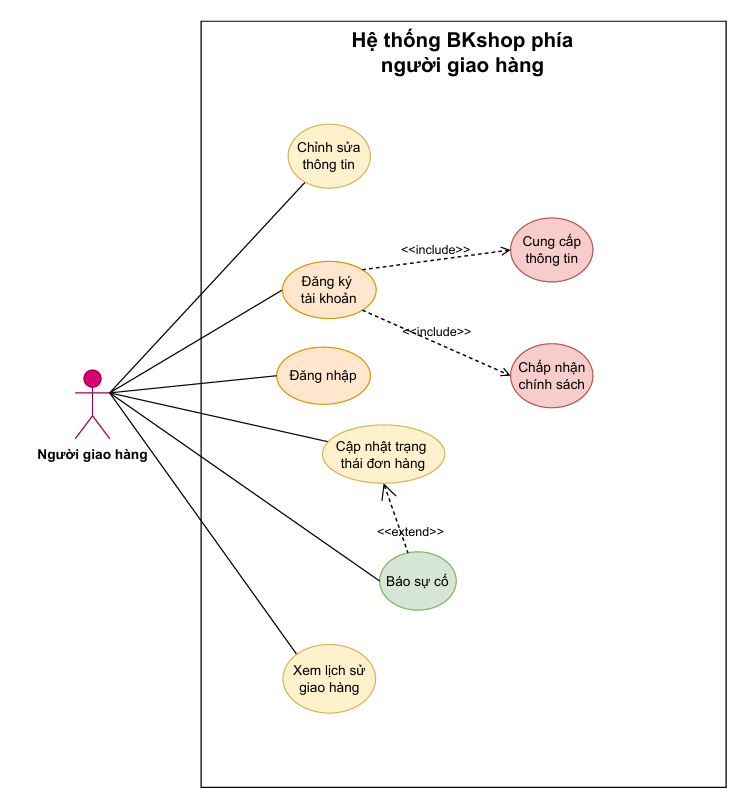 Hệ thống BKshop phía
người giao hàng
Chỉnh sửa
thông tin
<<include>>
Cung cấp
thông tin
Đăng ký
tài khoản
<<include>>
Chấp nhận
chính sách
Đăng nhập
Người giao hàng
Cập nhật trạng
thái đơn hàng
<<extend>>
Báo sự cố
Xem lịch sử
giao hàng